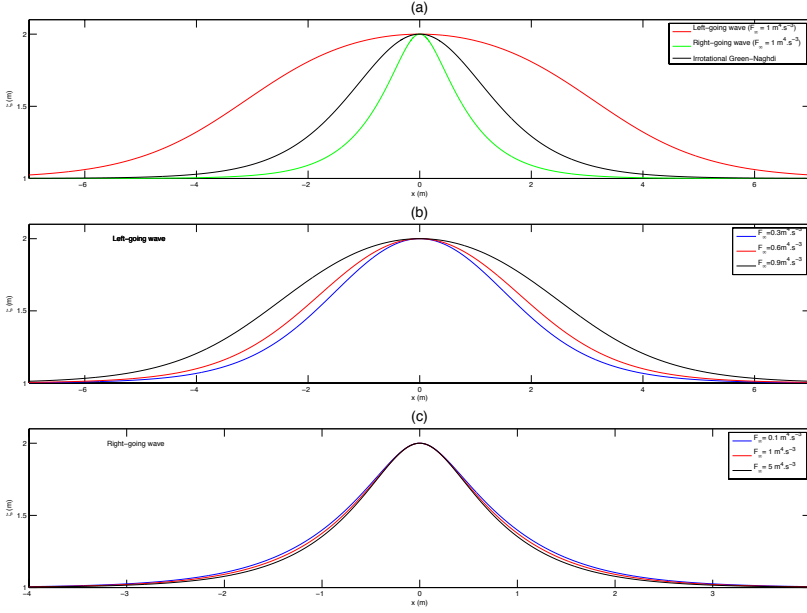 (a)
Left−going wave (F∞ = 1 m⁴.s⁻³)
Right−going wave (F∞ = 1 m⁴.s⁻³)
Irrotational Green−Naghdi
2
1.5
1
ζ (m)
−6 −4 −2 0 2 4 6
x (m)
(b)
Left−going wave
F∞=0.3m⁴.s⁻³
F∞=0.6m⁴.s⁻³
F∞=0.9m⁴.s⁻³
2
1.5
1
ζ (m)
−6 −4 −2 0 2 4 6
x (m)
(c)
Right−going wave
F∞= 0.1 m⁴.s⁻³
F∞= 1 m⁴.s⁻³
F∞= 5 m⁴.s⁻³
2
1.5
1
ζ (m)
−4 −3 −2 −1 0 1 2 3
x (m)